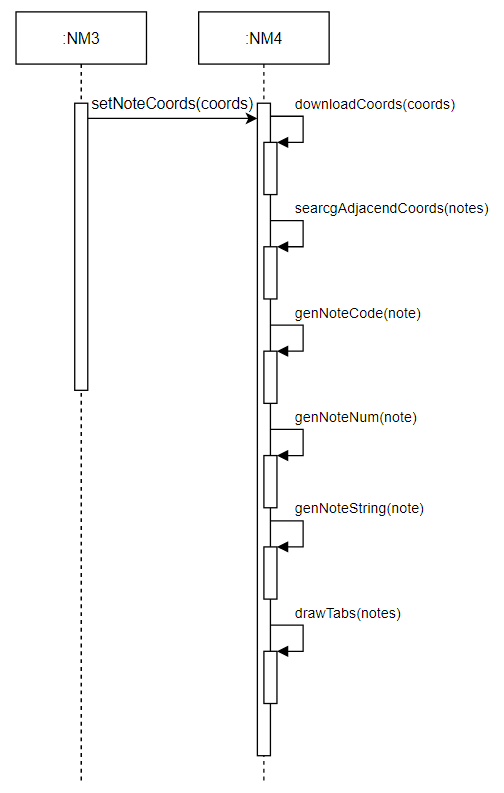 :NM3
:NM4
setNoteCoords(coords)
downloadCoords(coords)
searcgAdjacendCoords(notes)
genNoteCode(note)
genNoteNum(note)
genNoteString(note)
drawTabs(notes)